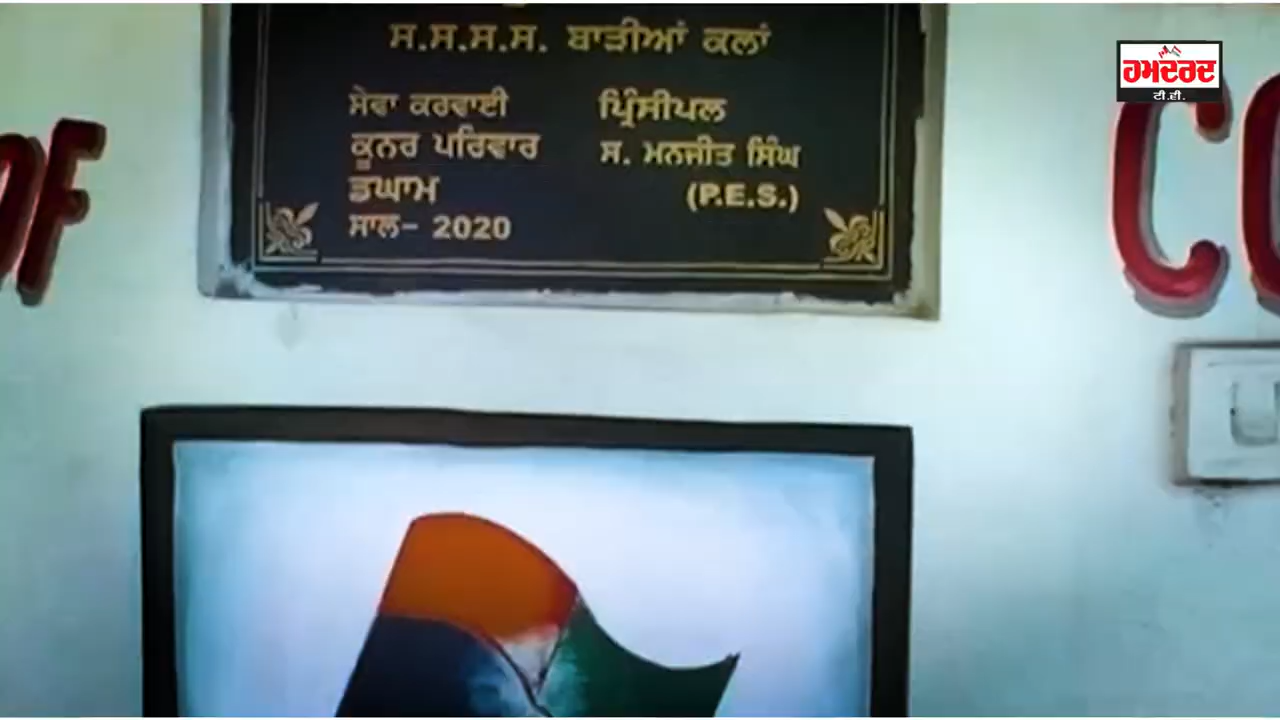 ਸ.ਸ.ਸ.ਸ. ਬਾੜੀਆਂ ਕਲਾਂ
ਸੇਵਾ ਕਰਵਾਈ
ਕੂਨਰ ਪਰਿਵਾਰ
ਡਘਾਮ
ਸਾਲ- 2020
ਪ੍ਰਿੰਸੀਪਲ
ਸ. ਮਨਜੀਤ ਸਿੰਘ
(P.E.S.)
ਹਮਦਰਦ
ਟੀ.ਵੀ.
OF
CO